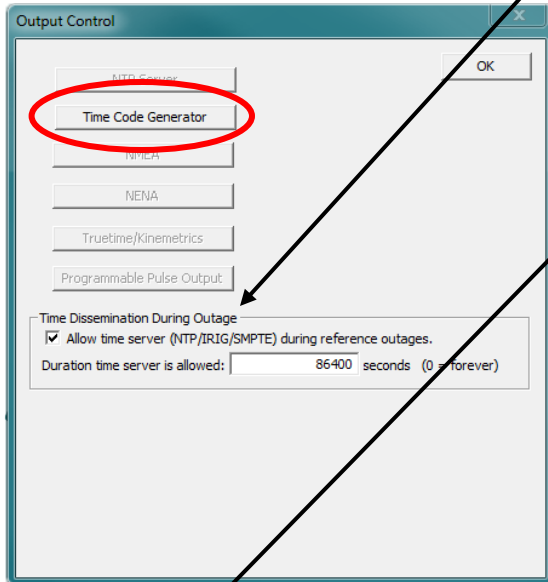 Output Control
x
OK
NTP Server
Time Code Generator
NMEA
NENA
Truetime/Kinemetrics
Programmable Pulse Output
Time Dissemination During Outage
Allow time server (NTP/IRIG/SMPTE) during reference outages.
Duration time server is allowed: 86400 seconds (0 = forever)